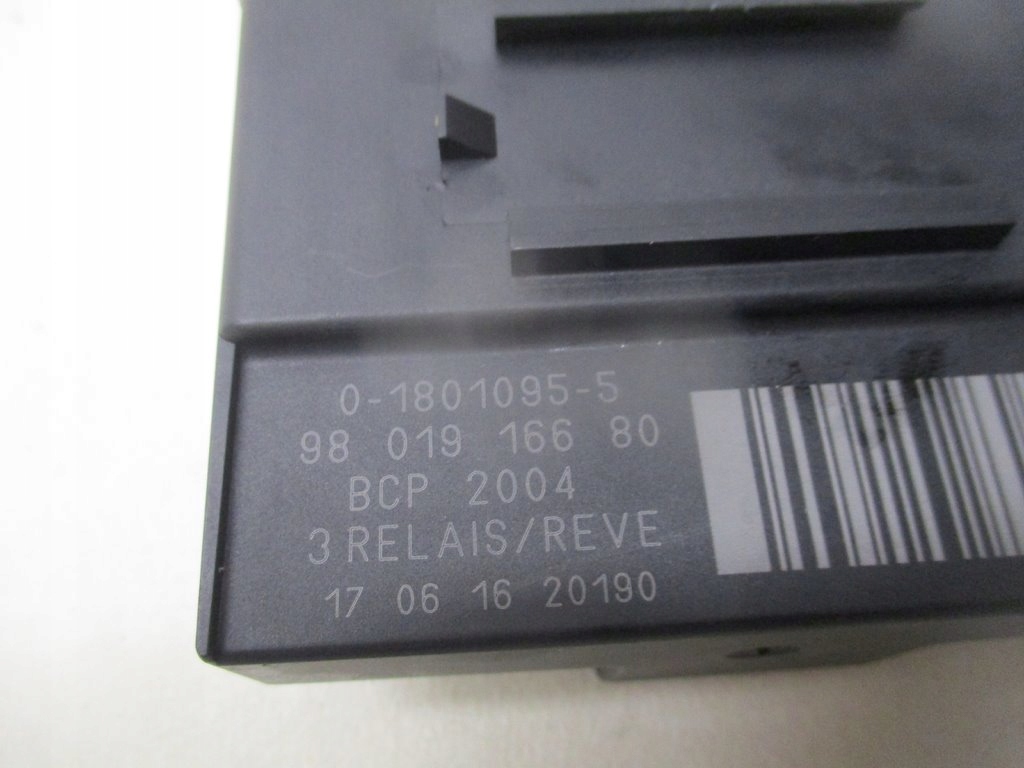 0-1801095-5
98 019 166 80
BCP 2004
3 RELAIS/REVE
17 06 16 20190